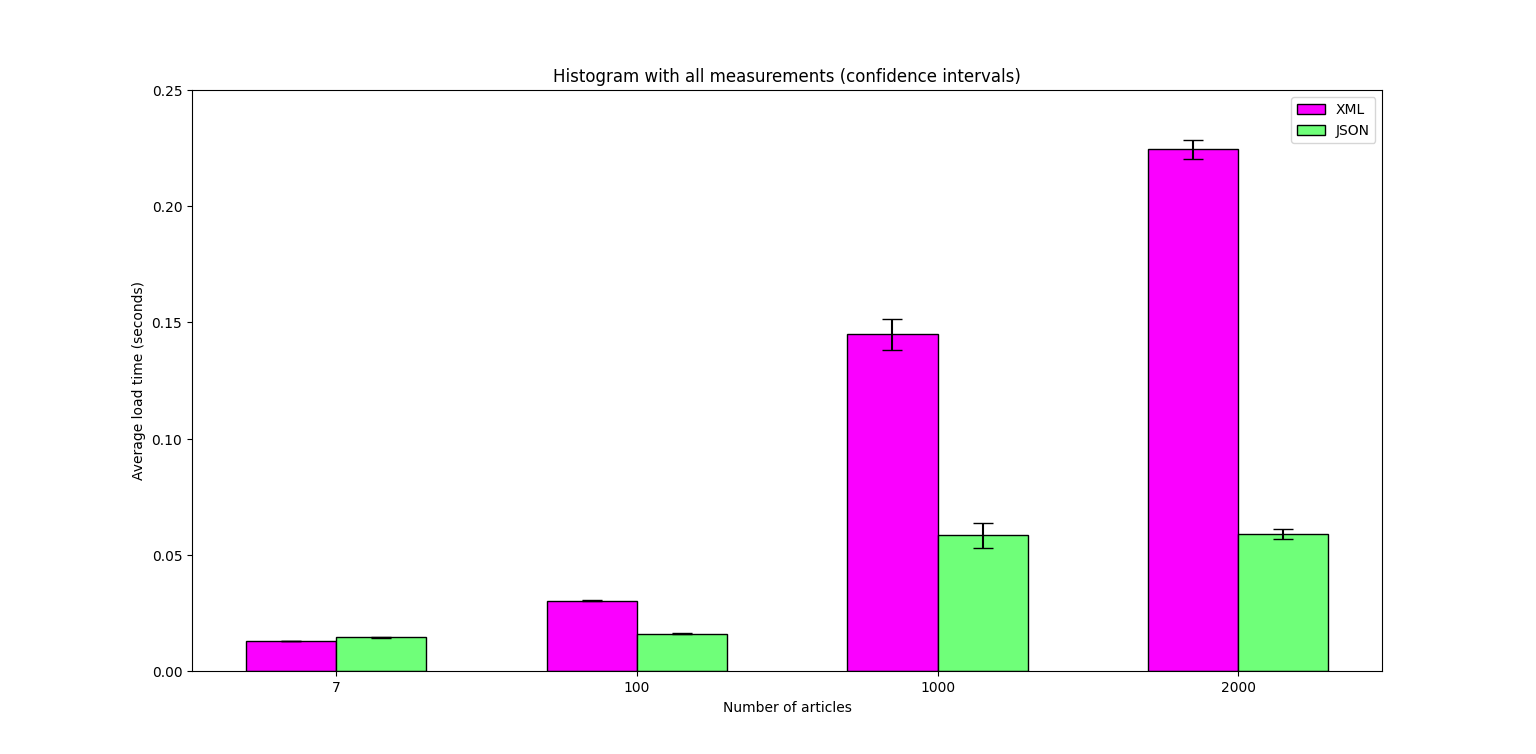 Histogram with all measurements (confidence intervals)
XML
JSON
0.25
0.20
0.15
0.10
0.05
0.00
Average load time (seconds)
7 100 1000 2000
Number of articles